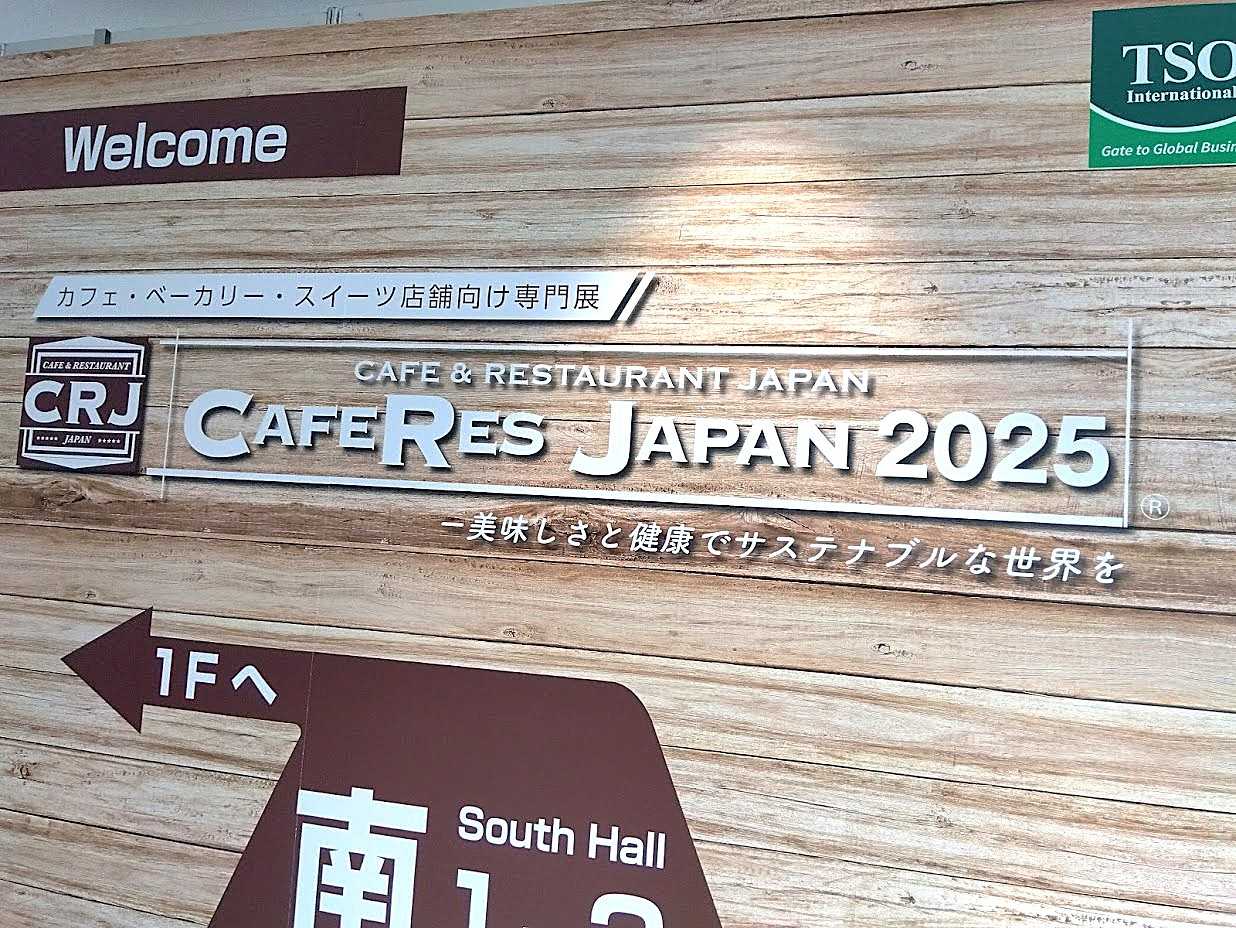 TSO
International
Gate to Global
Welcome
カフェ・ベーカリー・スイーツ店舗向け専門展
CAFE & RESTAURANT
CRJ
JAPAN
CAFE & RESTAURANT JAPAN
CAFERES JAPAN 2025
®
－美味しさと健康でサステナブルな世界を
1Fへ
South Hall
南1